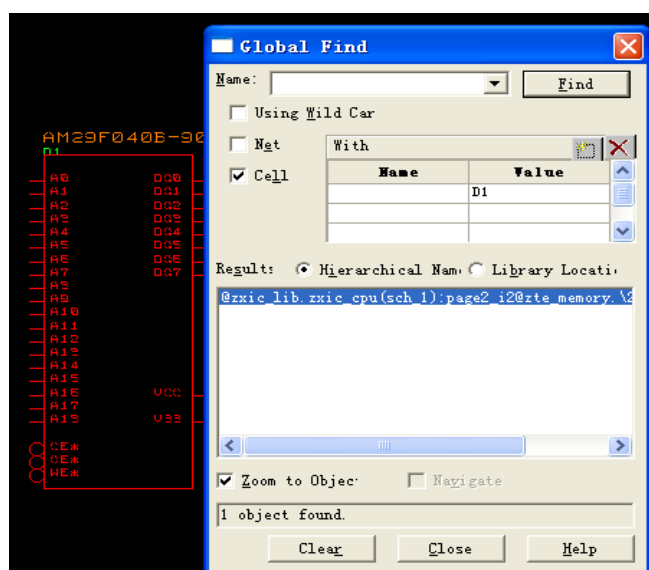 Global Find
Name:
Find
Using Wild Car
AM29F040B-90
D1
Net
With
Cell
Name
Value
D1
A0 DQ0
A1 DQ1
A2 DQ2
A3 DQ3
A4 DQ4
A5 DQ5
A6 DQ6
A7 DQ7
A8
A9
A10
A11
A12
A13
A14
A15
A16 VCC
A17
A18 VSS
CE*
OE*
WE*
Results:
Hierarchical Nam
Library Locati
@zxic_lib.zxic_cpu(sch_1):page2_i2@zte_memory.\2
Zoom to Objec
Navigate
1 object found.
Clear
Close
Help